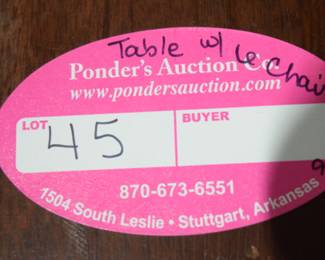 Table w/ 6 Chai
Ponder's Auction Co.
www.pondersauction.com
LOT 45 BUYER
870-673-6551
1504 South Leslie • Stuttgart, Arkansas